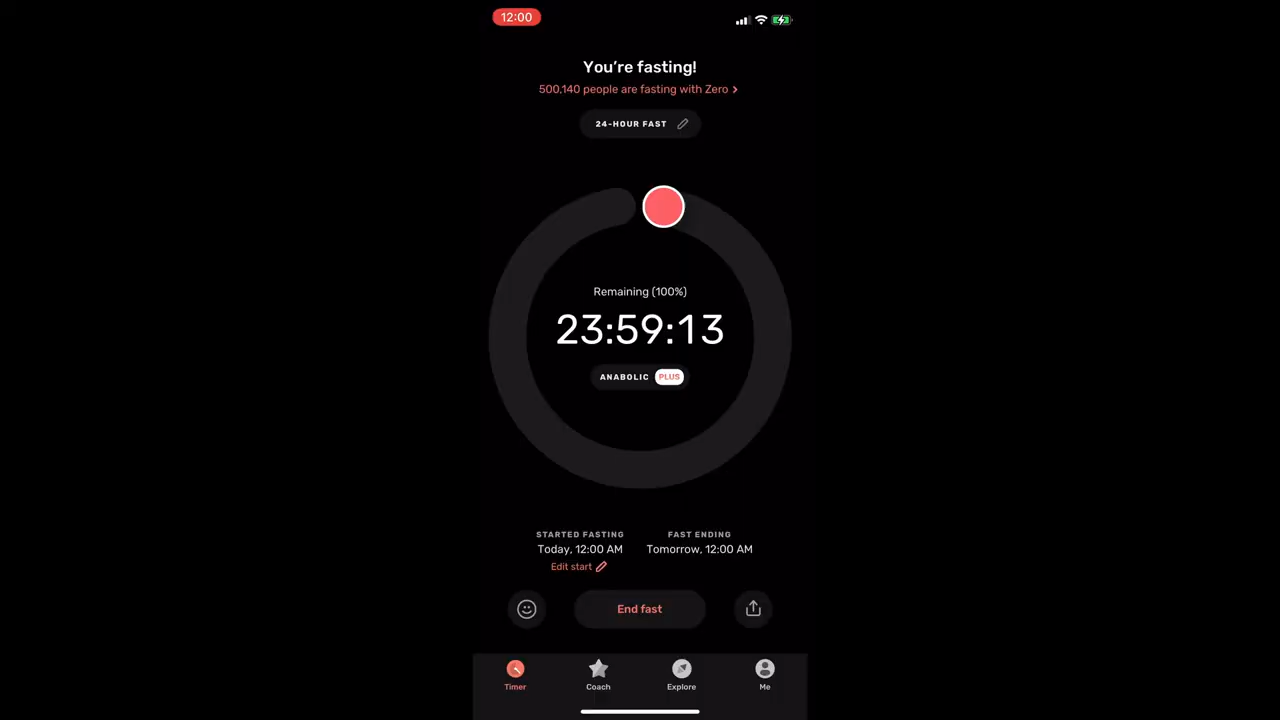 12:00
You're fasting!
500,140 people are fasting with Zero >
24-HOUR FAST
Remaining (100%)
23:59:13
ANABOLIC PLUS
STARTED FASTING
Today, 12:00 AM
Edit start
FAST ENDING
Tomorrow, 12:00 AM
End fast
Timer
Coach
Explore
Me